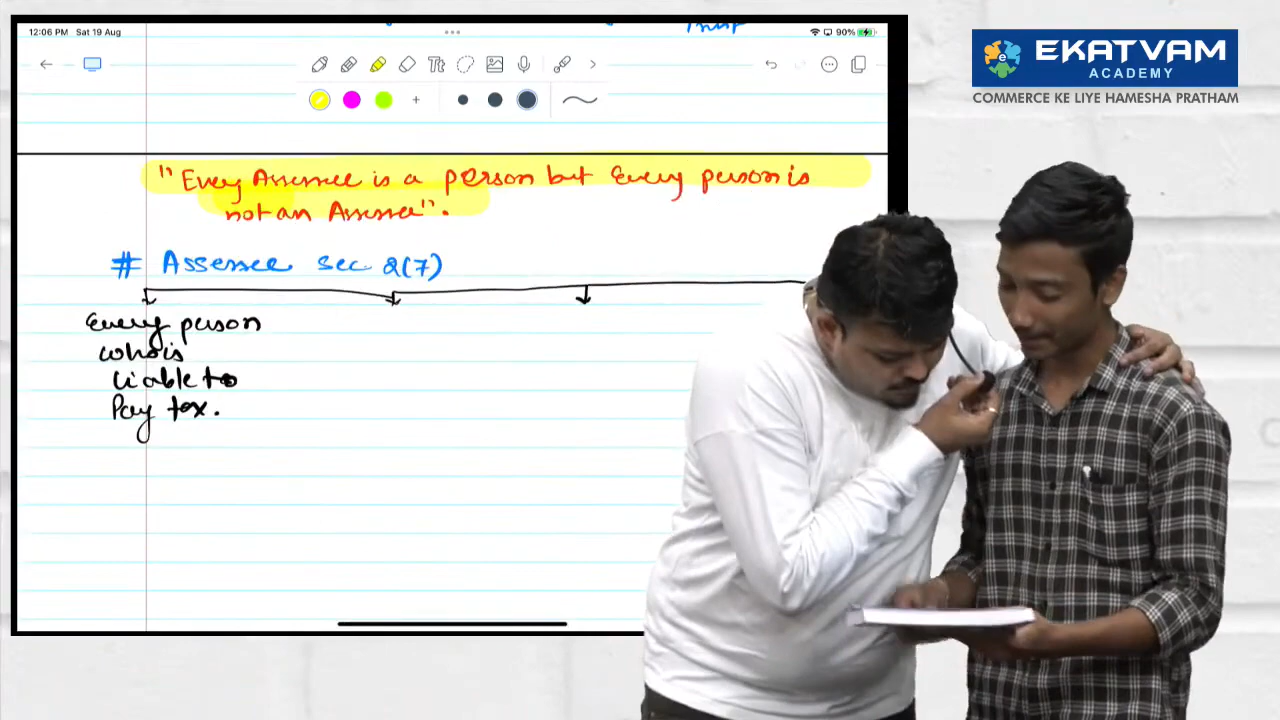 12:06 PM Sat 19 Aug
90%
EKATVAM
ACADEMY
COMMERCE KE LIYE HAMESHA PRATHAM
"Every Assessee is a person but Every person is
not an Assessee".
# Assessee sec 2(7)
Every person
who is
liable to
Pay tax.